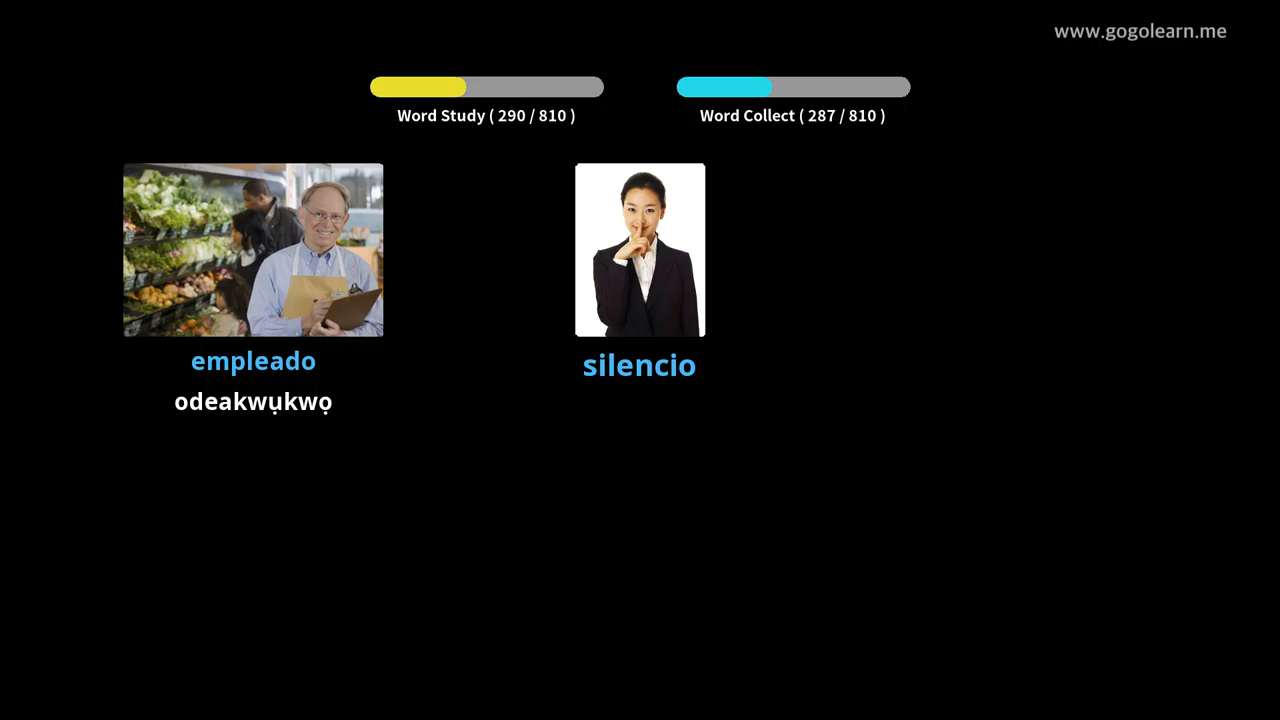 www.gogolearn.me
Word Study ( 290 / 810 )
Word Collect ( 287 / 810 )
empleado
odeakwụkwọ
silencio